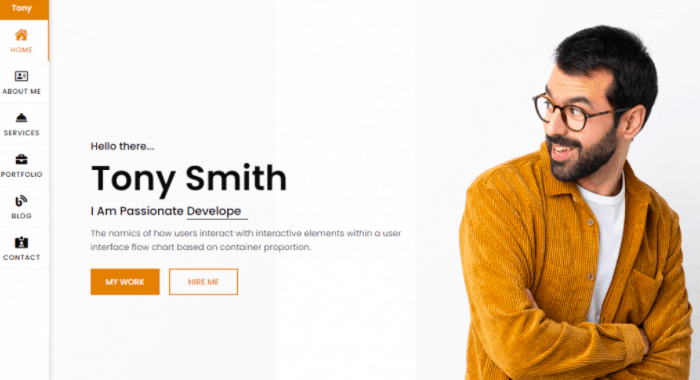 Tony
HOME
ABOUT ME
SERVICES
PORTFOLIO
BLOG
CONTACT
Hello there...
Tony Smith
I Am Passionate Develope
The namics of how users interact with interactive elements within a user
interface flow chart based on container proportion.
MY WORK
HIRE ME